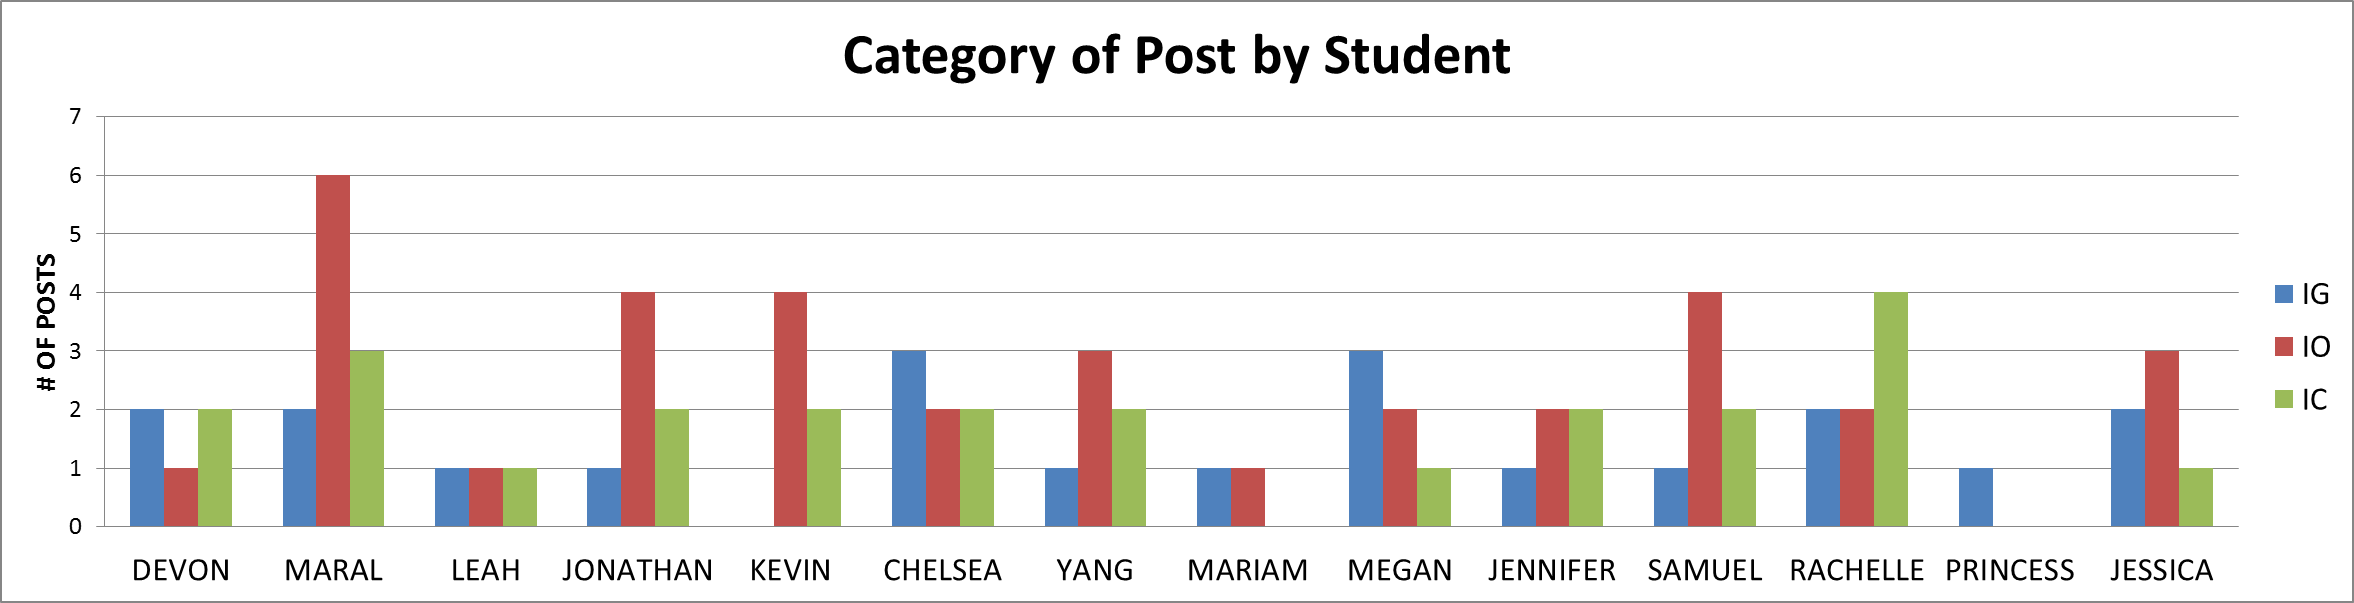 Category of Post by Student
# OF POSTS
7
6
5
4
3
2
1
0
DEVON MARAL LEAH JONATHAN KEVIN CHELSEA YANG MARIAM MEGAN JENNIFER SAMUEL RACHELLE PRINCESS JESSICA
IG
IO
IC